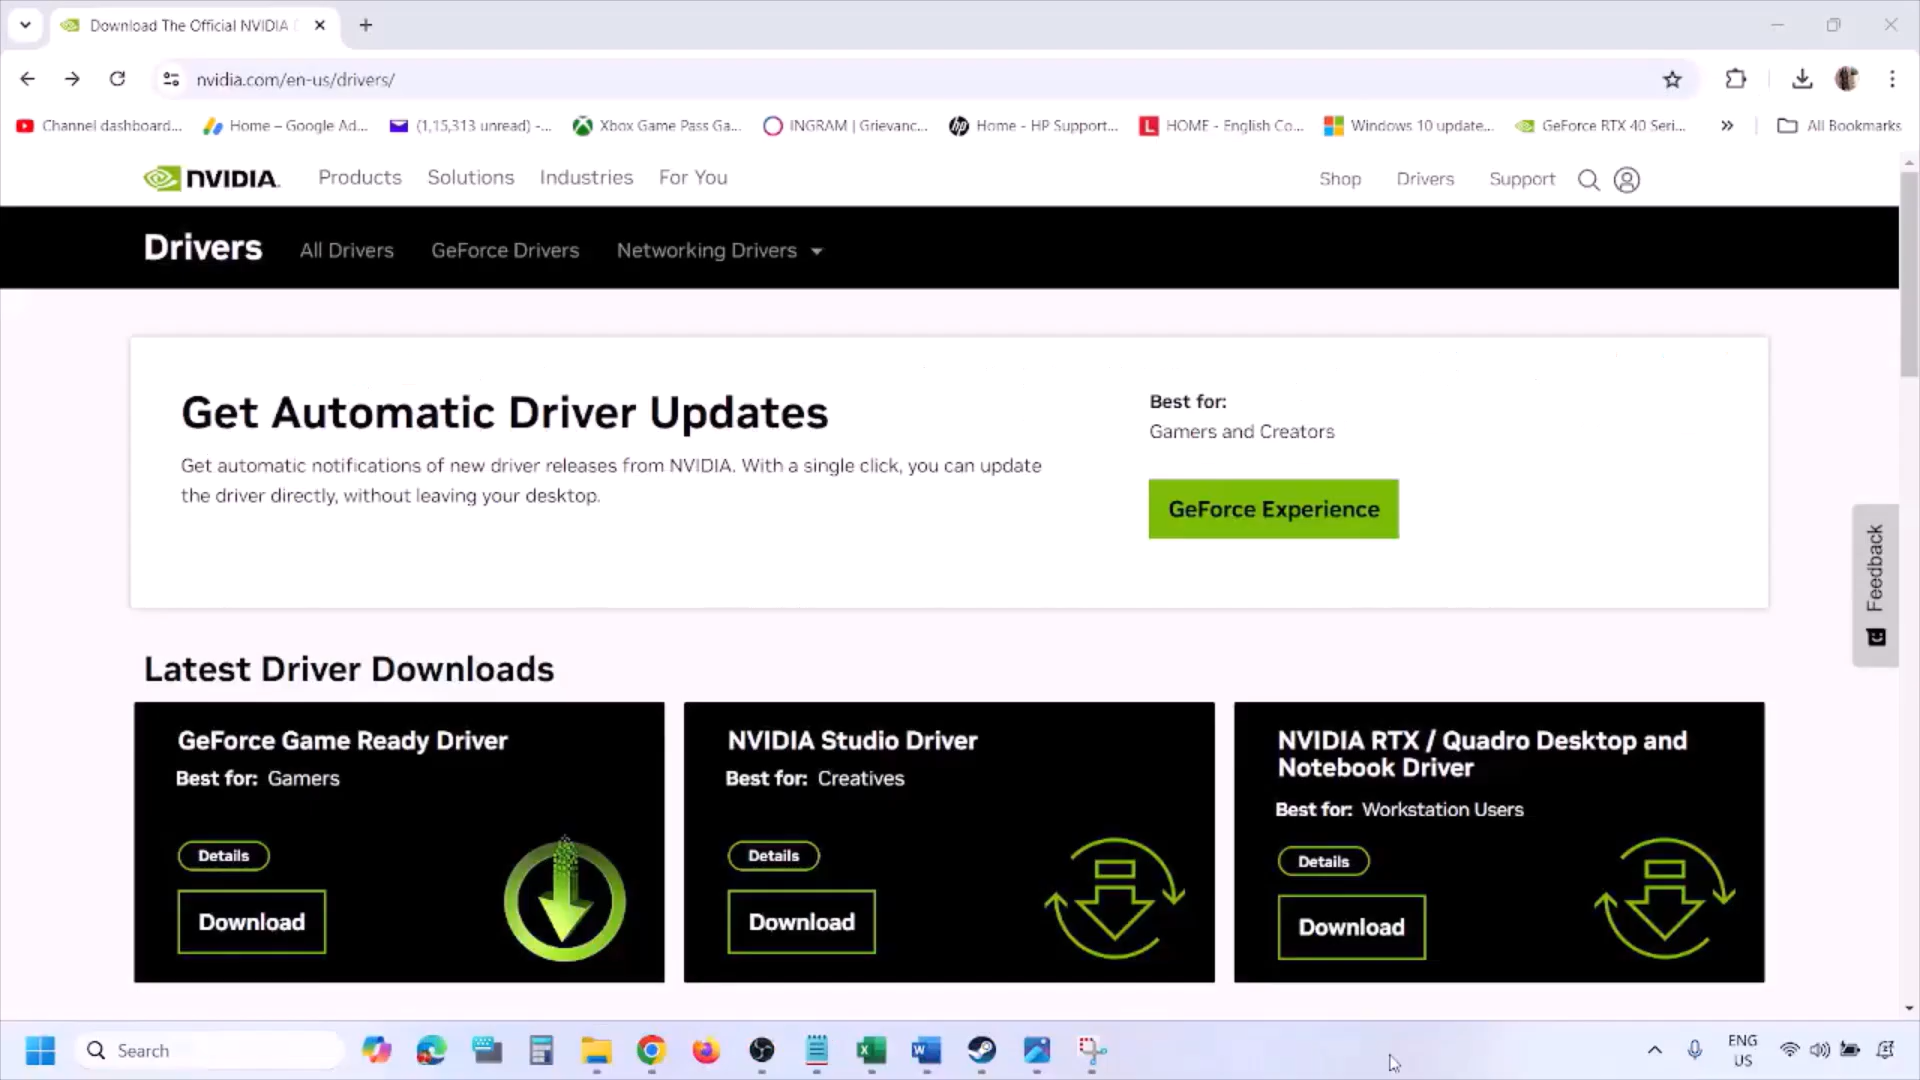 Download The Official NVIDIA
nvidia.com/en-us/drivers/
Channel dashboard...
Home – Google Ad...
(1,15,313 unread) -...
Xbox Game Pass Ga...
INGRAM | Grievanc...
Home - HP Support...
HOME - English Co...
Windows 10 update...
GeForce RTX 40 Seri...
All Bookmarks
NVIDIA.
Products
Solutions
Industries
For You
Shop
Drivers
Support
Drivers
All Drivers
GeForce Drivers
Networking Drivers
Get Automatic Driver Updates
Get automatic notifications of new driver releases from NVIDIA. With a single click, you can update
the driver directly, without leaving your desktop.
Best for:
Gamers and Creators
GeForce Experience
Feedback
Latest Driver Downloads
GeForce Game Ready Driver
Best for: Gamers
Details
Download
NVIDIA Studio Driver
Best for: Creatives
Details
Download
NVIDIA RTX / Quadro Desktop and
Notebook Driver
Best for: Workstation Users
Details
Download
Search
ENG
US